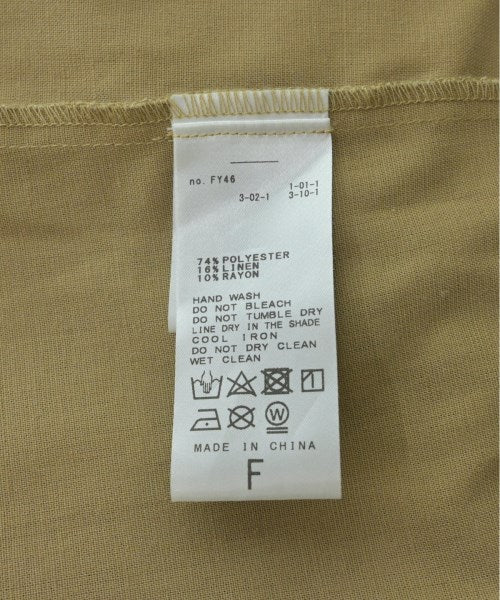 no. FY46
1-01-1
3-02-1 3-10-1
74% POLYESTER
16% LINEN
10% RAYON
HAND WASH
DO NOT BLEACH
DO NOT TUMBLE DRY
LINE DRY IN THE SHADE
COOL IRON
DO NOT DRY CLEAN
WET CLEAN
W
MADE IN CHINA
F